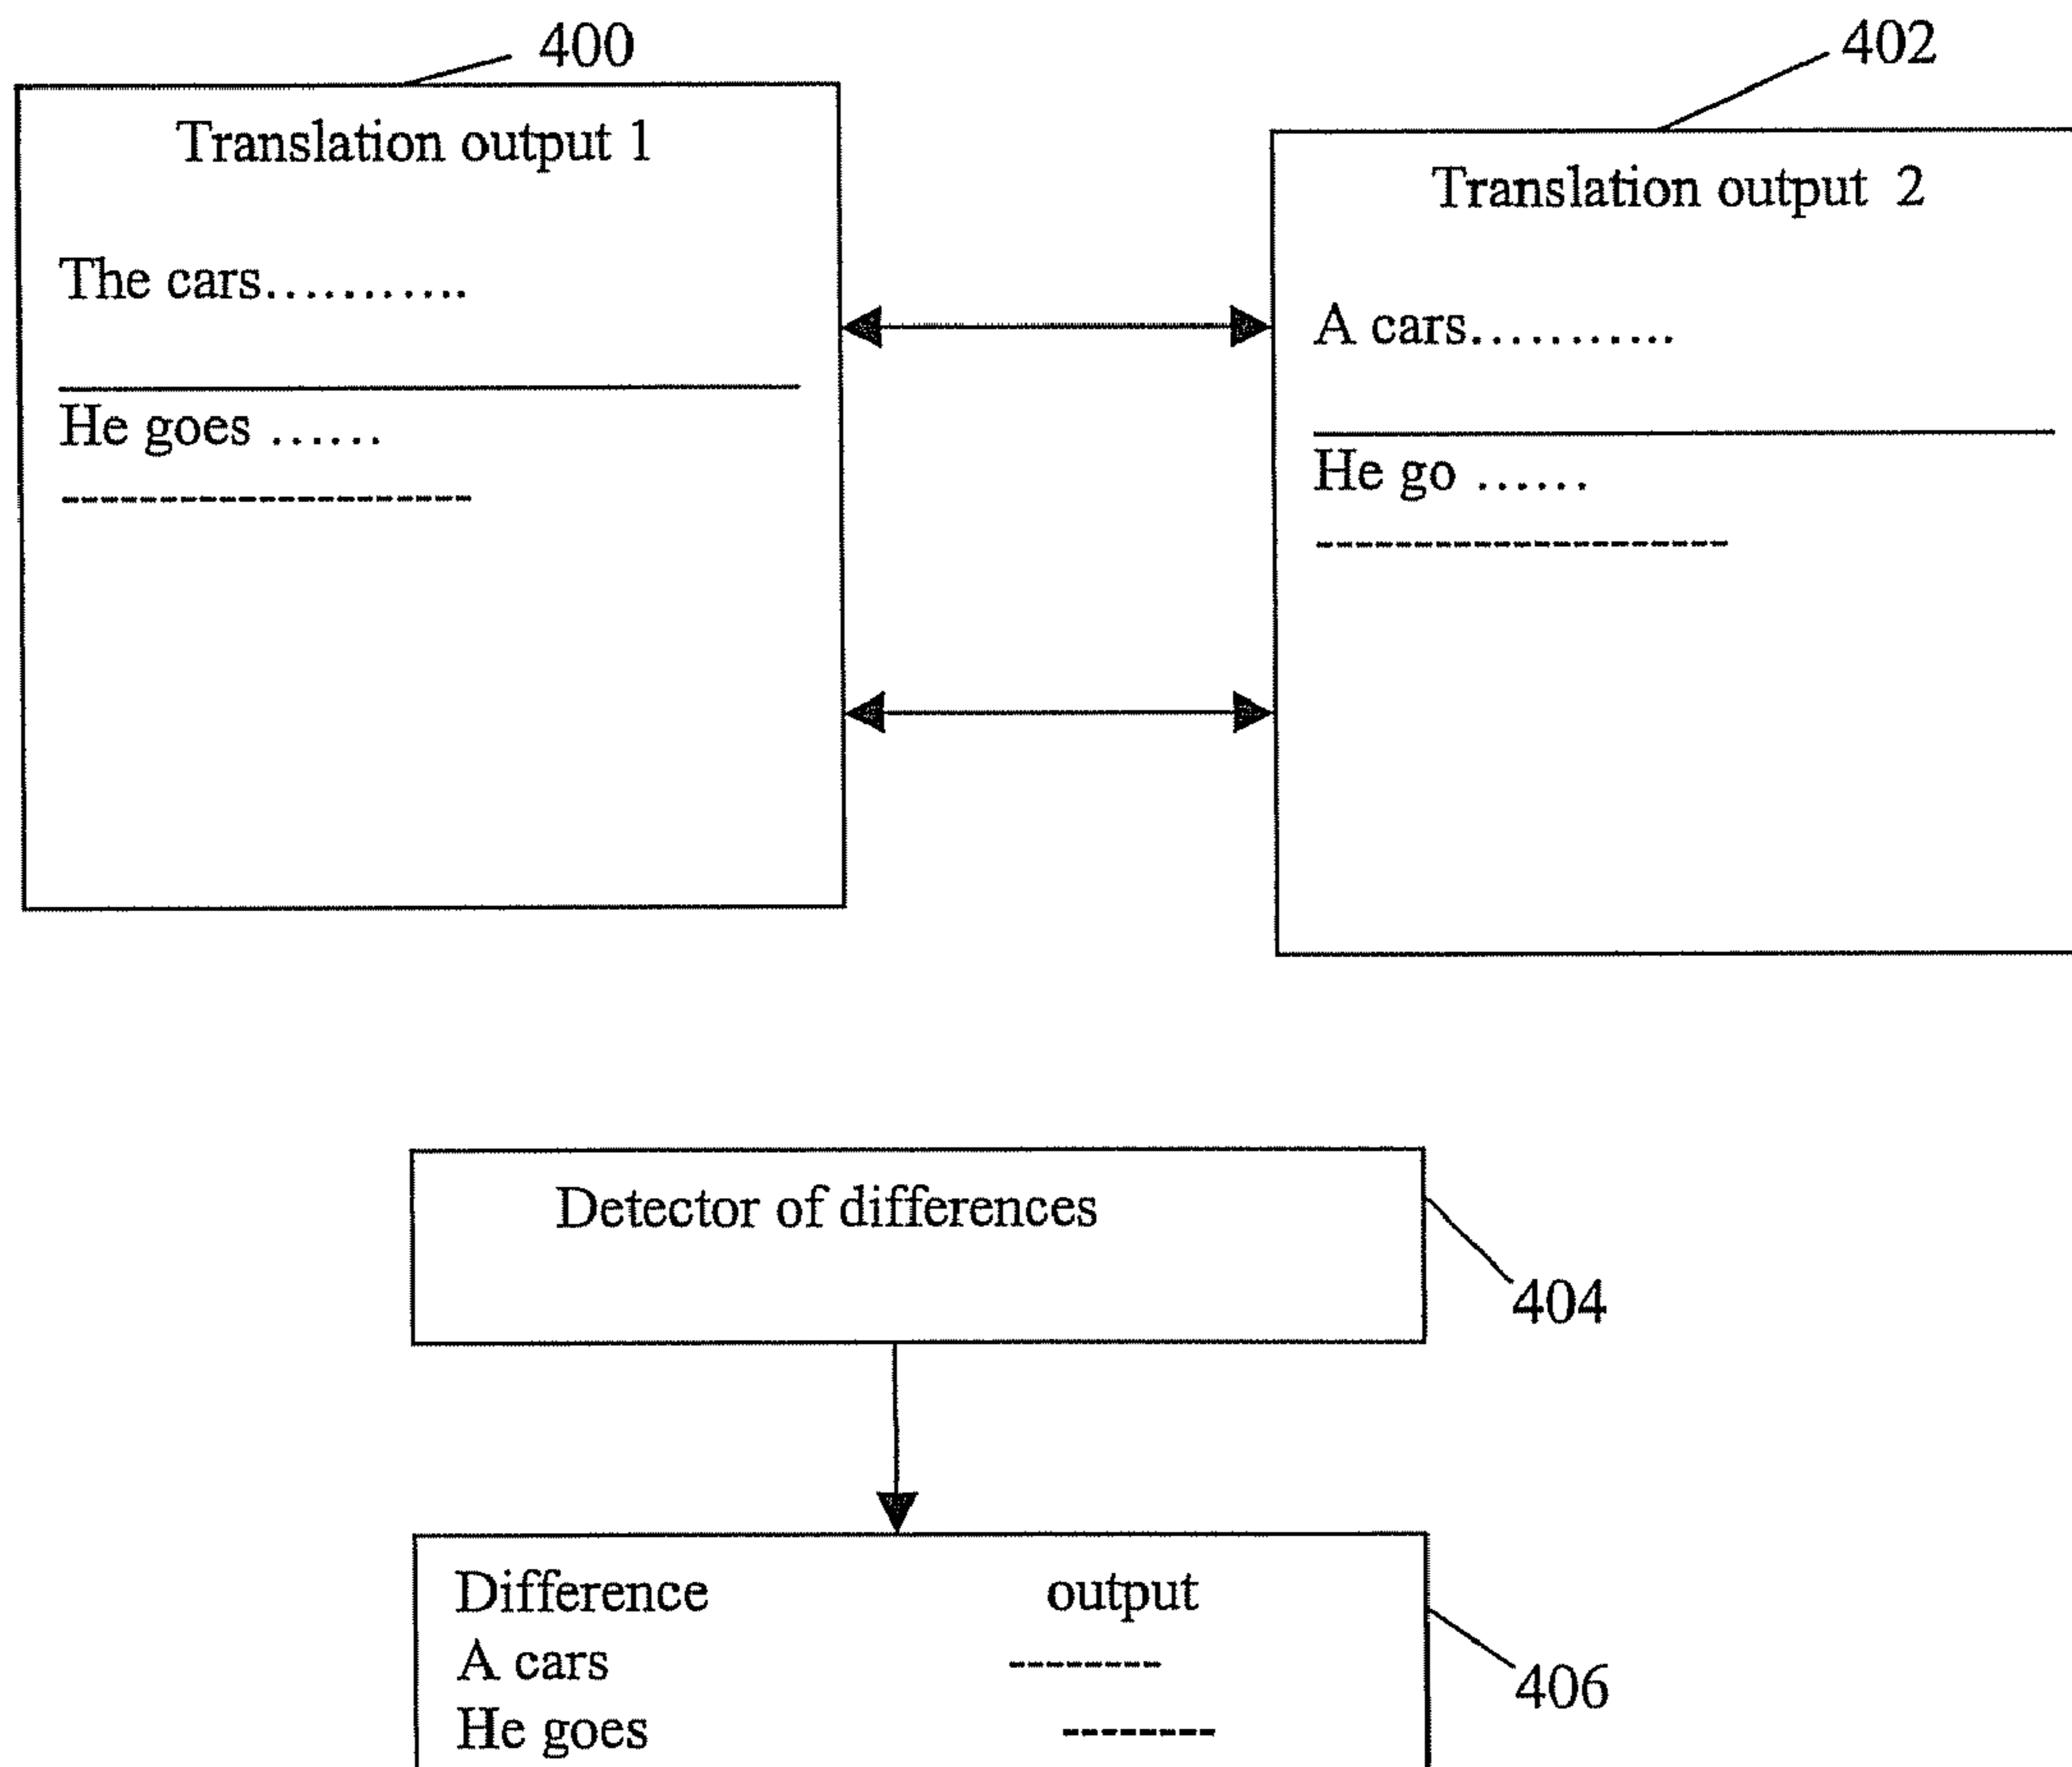 400
Translation output 1
The cars...........
He goes ......
-----------------------
402
Translation output 2
A cars...........
He go ......
-----------------------
Detector of differences
404
Difference output
A cars --------
He goes --------
406